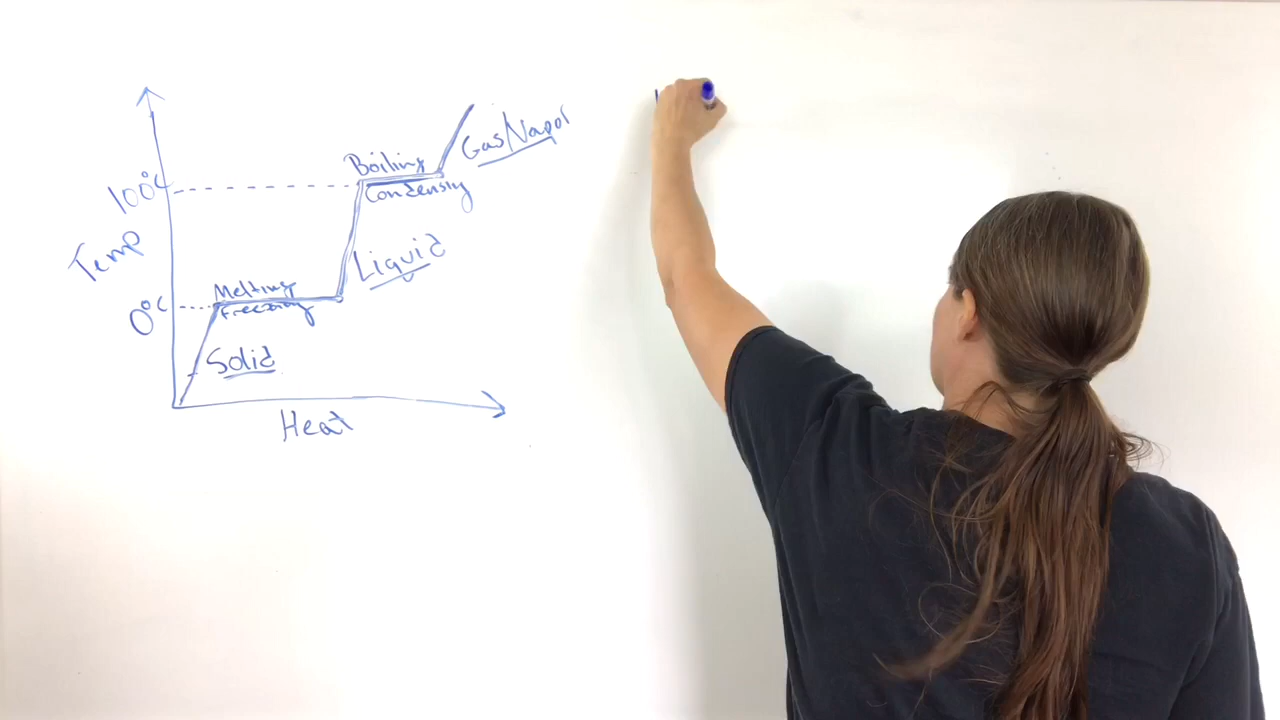 Gas/Vapor
Boiling
Condensing
100°C
Temp
Liquid
Melting
Freezing
0°C
Solid
Heat